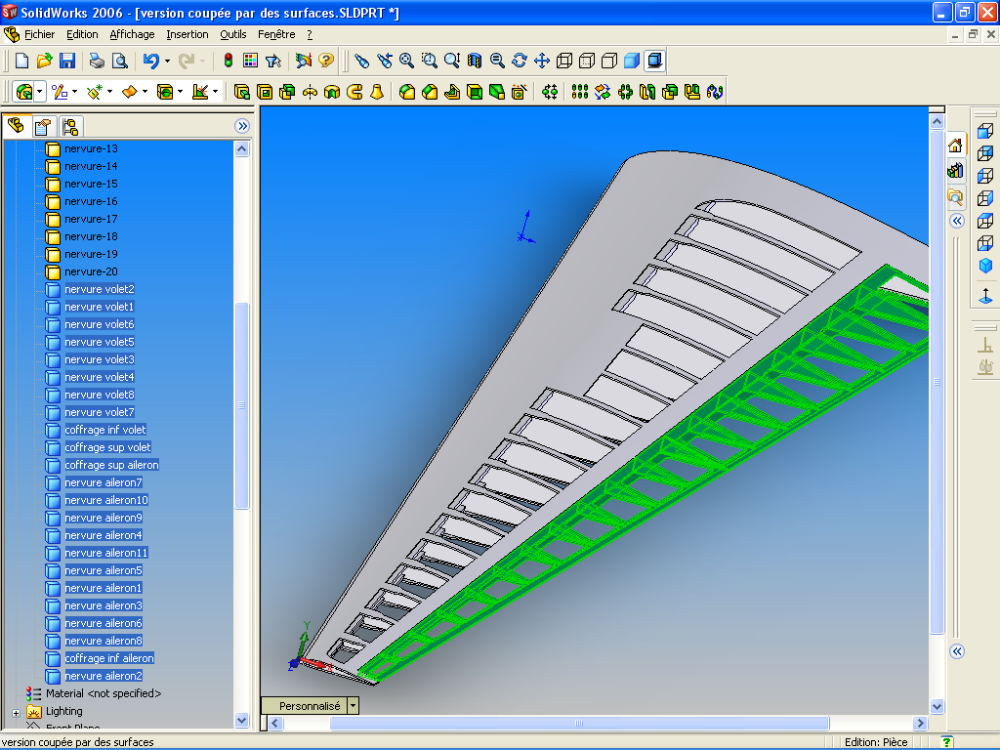 SolidWorks 2006 - [version coupée par des surfaces.SLDPRT *]
Fichier Edition Affichage Insertion Outils Fenêtre ?
nervure-13
nervure-14
nervure-15
nervure-16
nervure-17
nervure-18
nervure-19
nervure-20
nervure volet2
nervure volet1
nervure volet6
nervure volet5
nervure volet3
nervure volet4
nervure volet8
nervure volet7
coffrage inf volet
coffrage sup volet
coffrage sup aileron
nervure aileron7
nervure aileron10
nervure aileron9
nervure aileron4
nervure aileron11
nervure aileron5
nervure aileron1
nervure aileron3
nervure aileron6
nervure aileron8
coffrage inf aileron
nervure aileron2
Material <not specified>
Lighting
Front Plane
Y
X
Z
Personnalisé
version coupée par des surfaces
Edition: Pièce
?